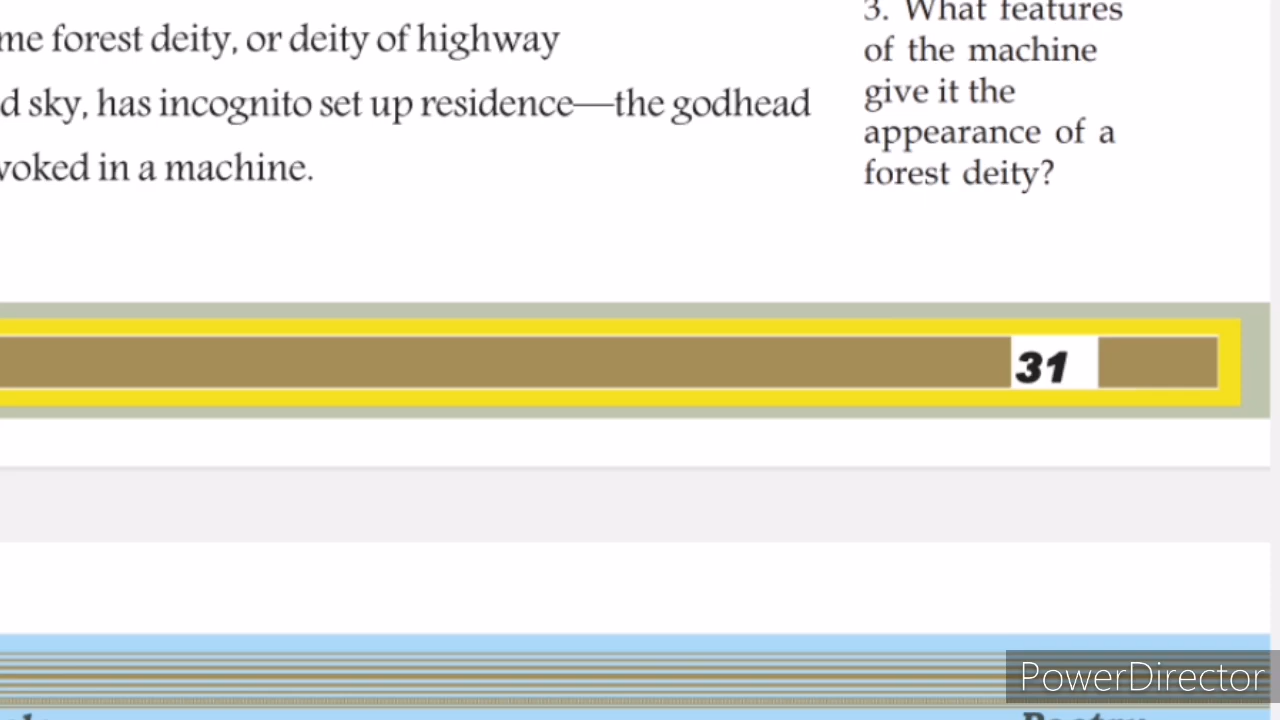 me forest deity, or deity of highway
d sky, has incognito set up residence—the godhead
voked in a machine.
3. What features
of the machine
give it the
appearance of a
forest deity?
31
PowerDirector